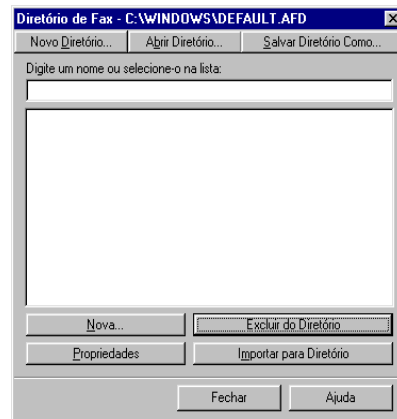 Diretório de Fax - C:\WINDOWS\DEFAULT.AFD
Novo Diretório... Abrir Diretório... Salvar Diretório Como...
Digite um nome ou selecione-o na lista:
Nova... Excluir do Diretório
Propriedades Importar para Diretório
Fechar Ajuda